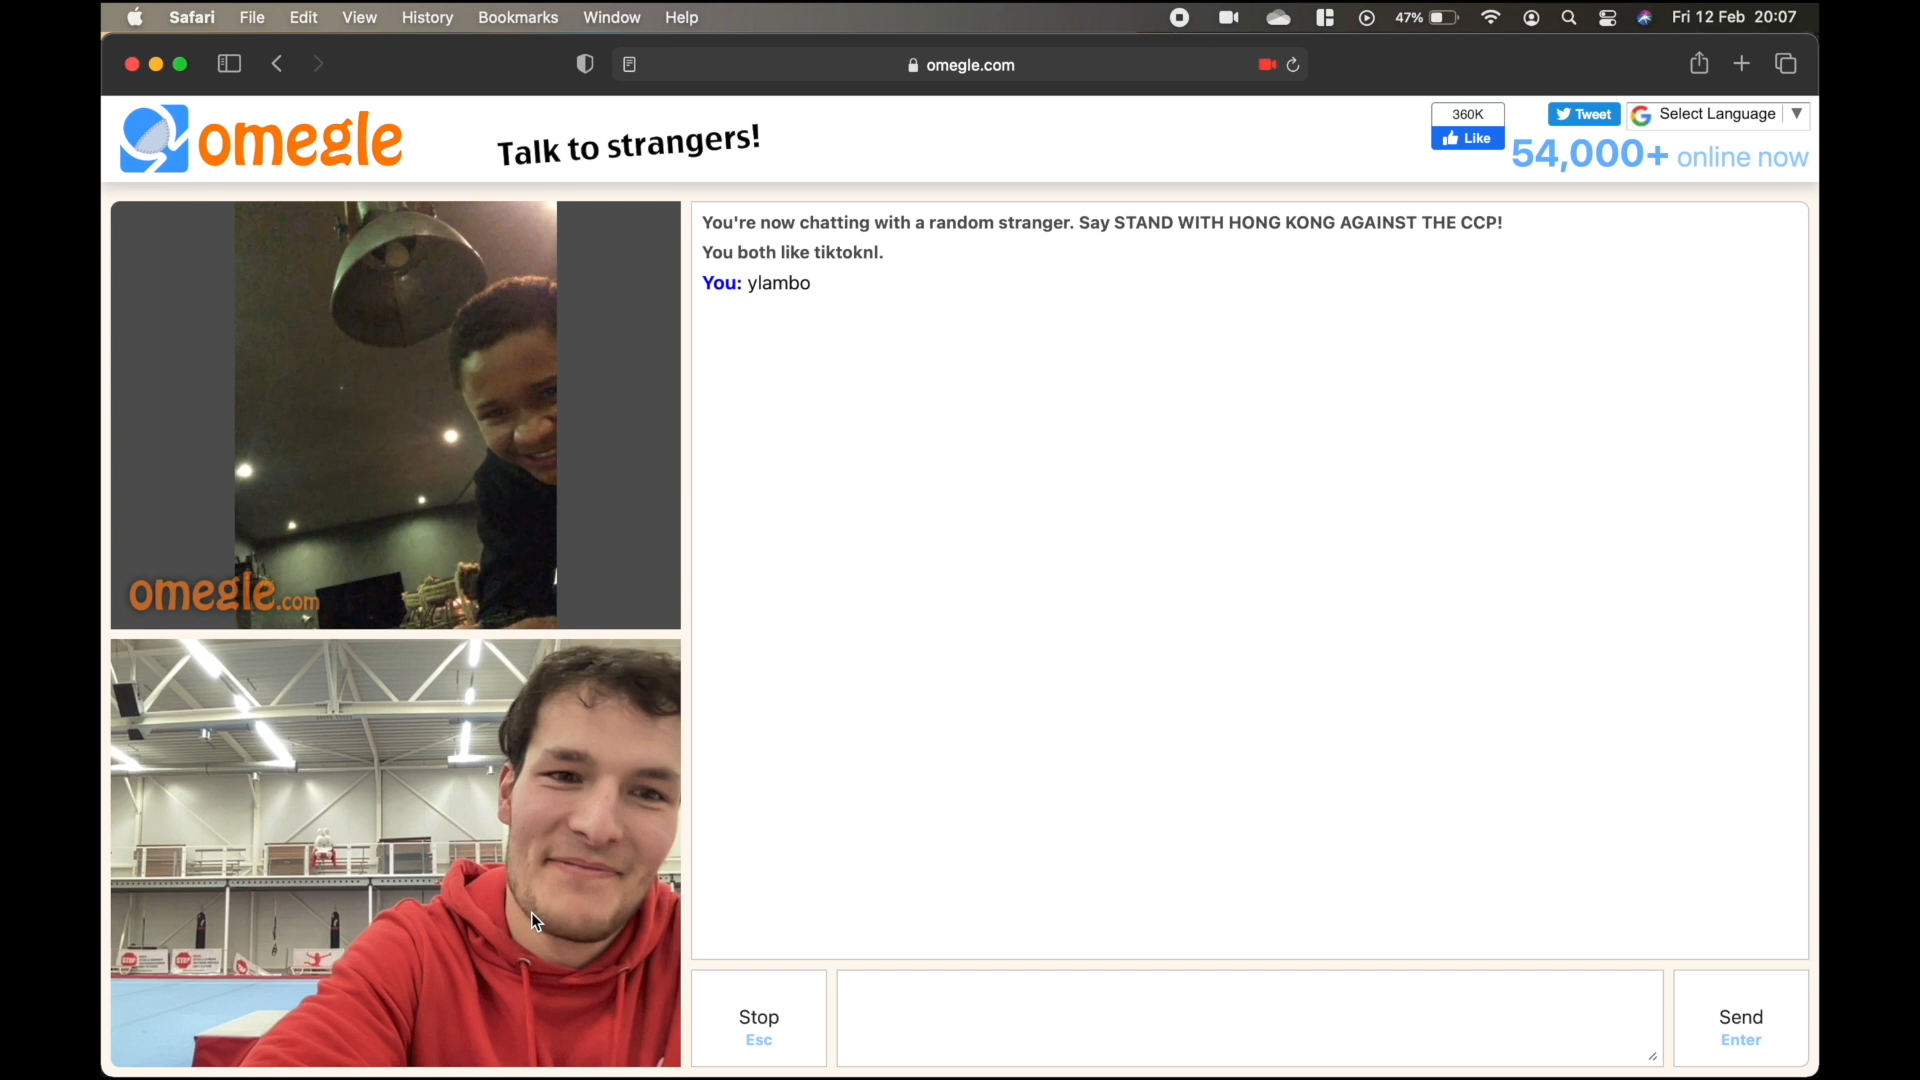 Safari File Edit View History Bookmarks Window Help 47% Fri 12 Feb 20:07
omegle.com
omegle Talk to strangers! 360K Like Tweet Select Language
54,000+ online now
You're now chatting with a random stranger. Say STAND WITH HONG KONG AGAINST THE CCP!
You both like tiktoknl.
You: ylambo
omegle.com
STOP STOP
Stop Send
Esc Enter